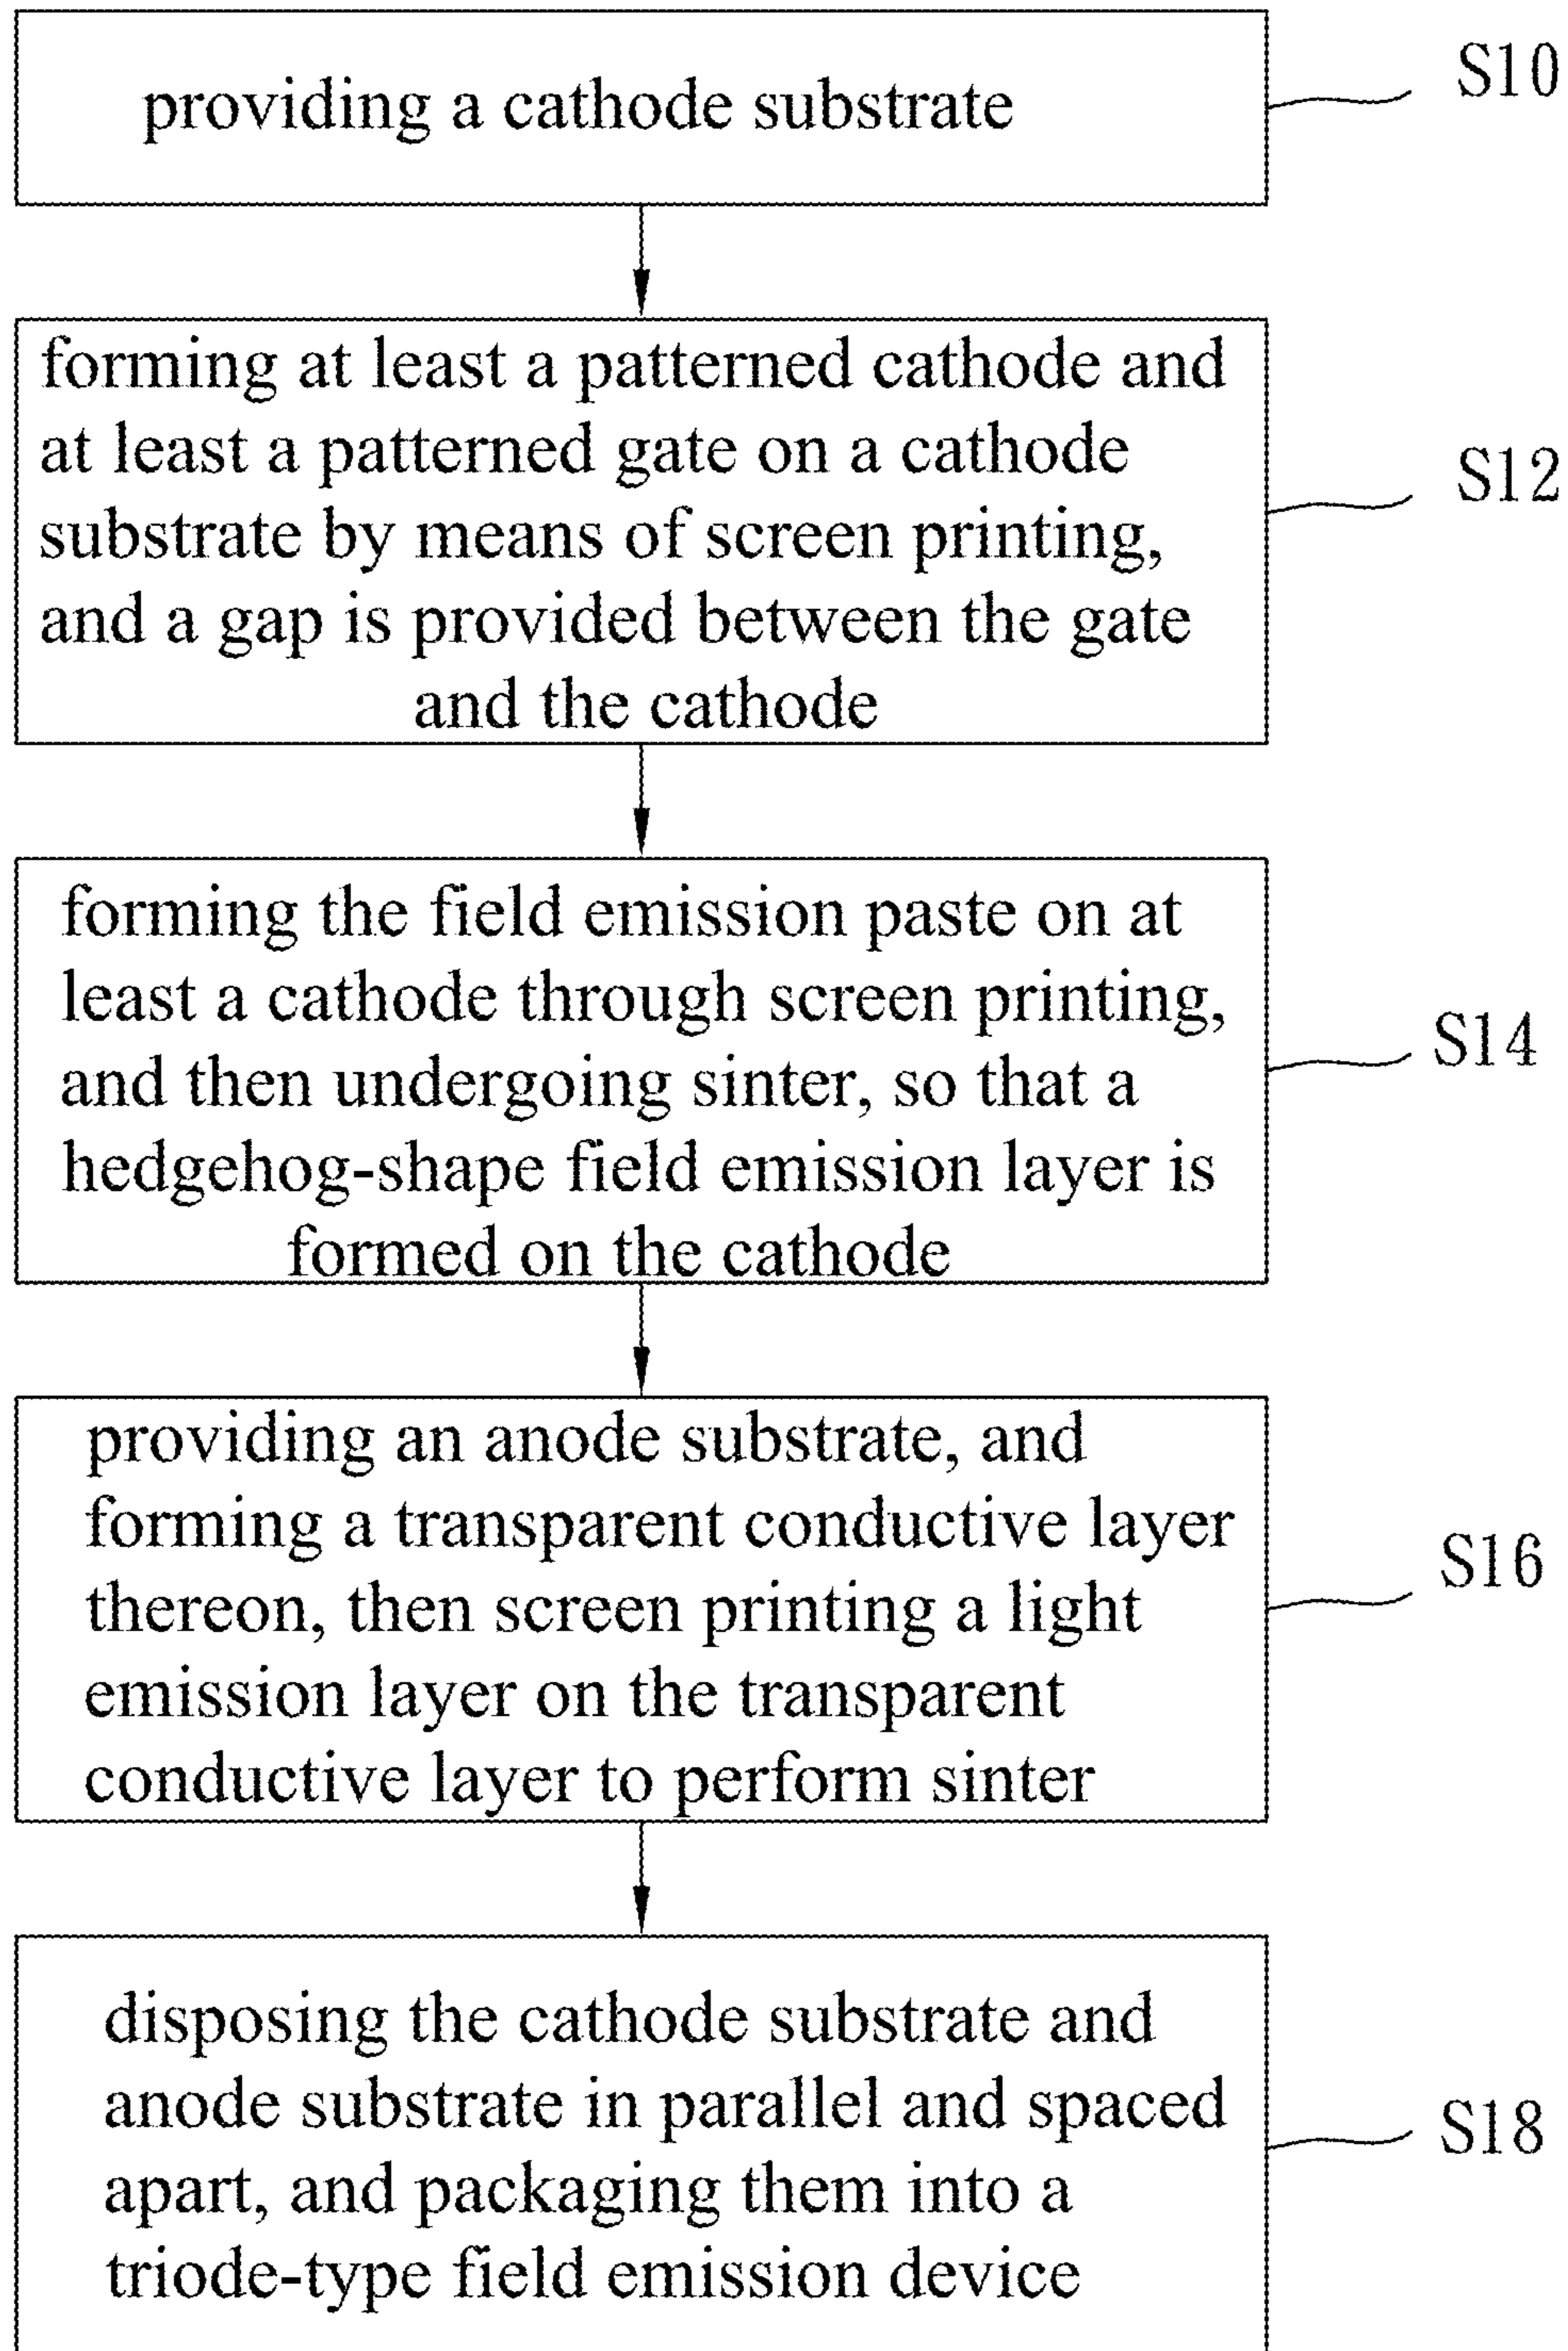 providing a cathode substrate
S10
forming at least a patterned cathode and
at least a patterned gate on a cathode
substrate by means of screen printing,
and a gap is provided between the gate
and the cathode
S12
forming the field emission paste on at
least a cathode through screen printing,
and then undergoing sinter, so that a
hedgehog-shape field emission layer is
formed on the cathode
S14
providing an anode substrate, and
forming a transparent conductive layer
thereon, then screen printing a light
emission layer on the transparent
conductive layer to perform sinter
S16
disposing the cathode substrate and
anode substrate in parallel and spaced
apart, and packaging them into a
triode-type field emission device
S18